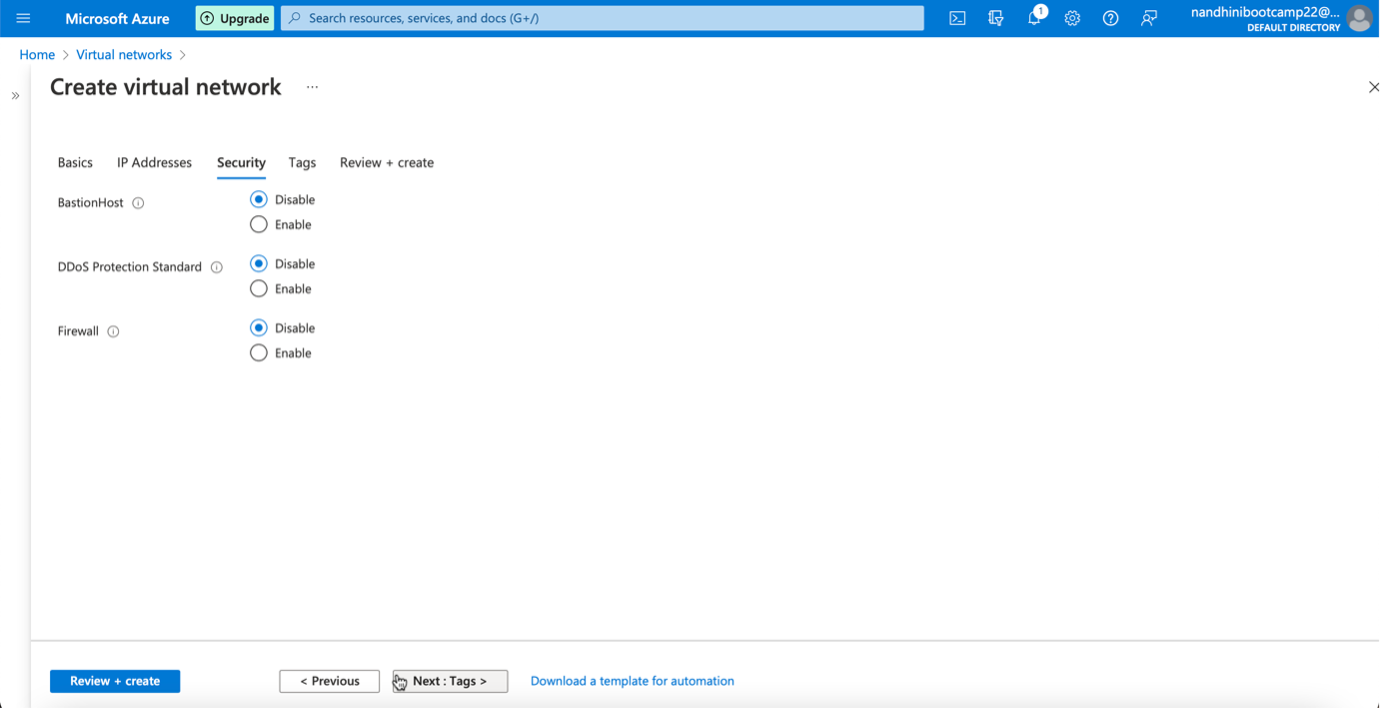 Microsoft Azure
Upgrade
Search resources, services, and docs (G+/)
1
nandhinibootcamp22@...
DEFAULT DIRECTORY
Home > Virtual networks >
»
Create virtual network ...
Basics IP Addresses Security Tags Review + create
BastionHost
Disable
Enable
DDoS Protection Standard
Disable
Enable
Firewall
Disable
Enable
Review + create
< Previous
Next : Tags >
Download a template for automation